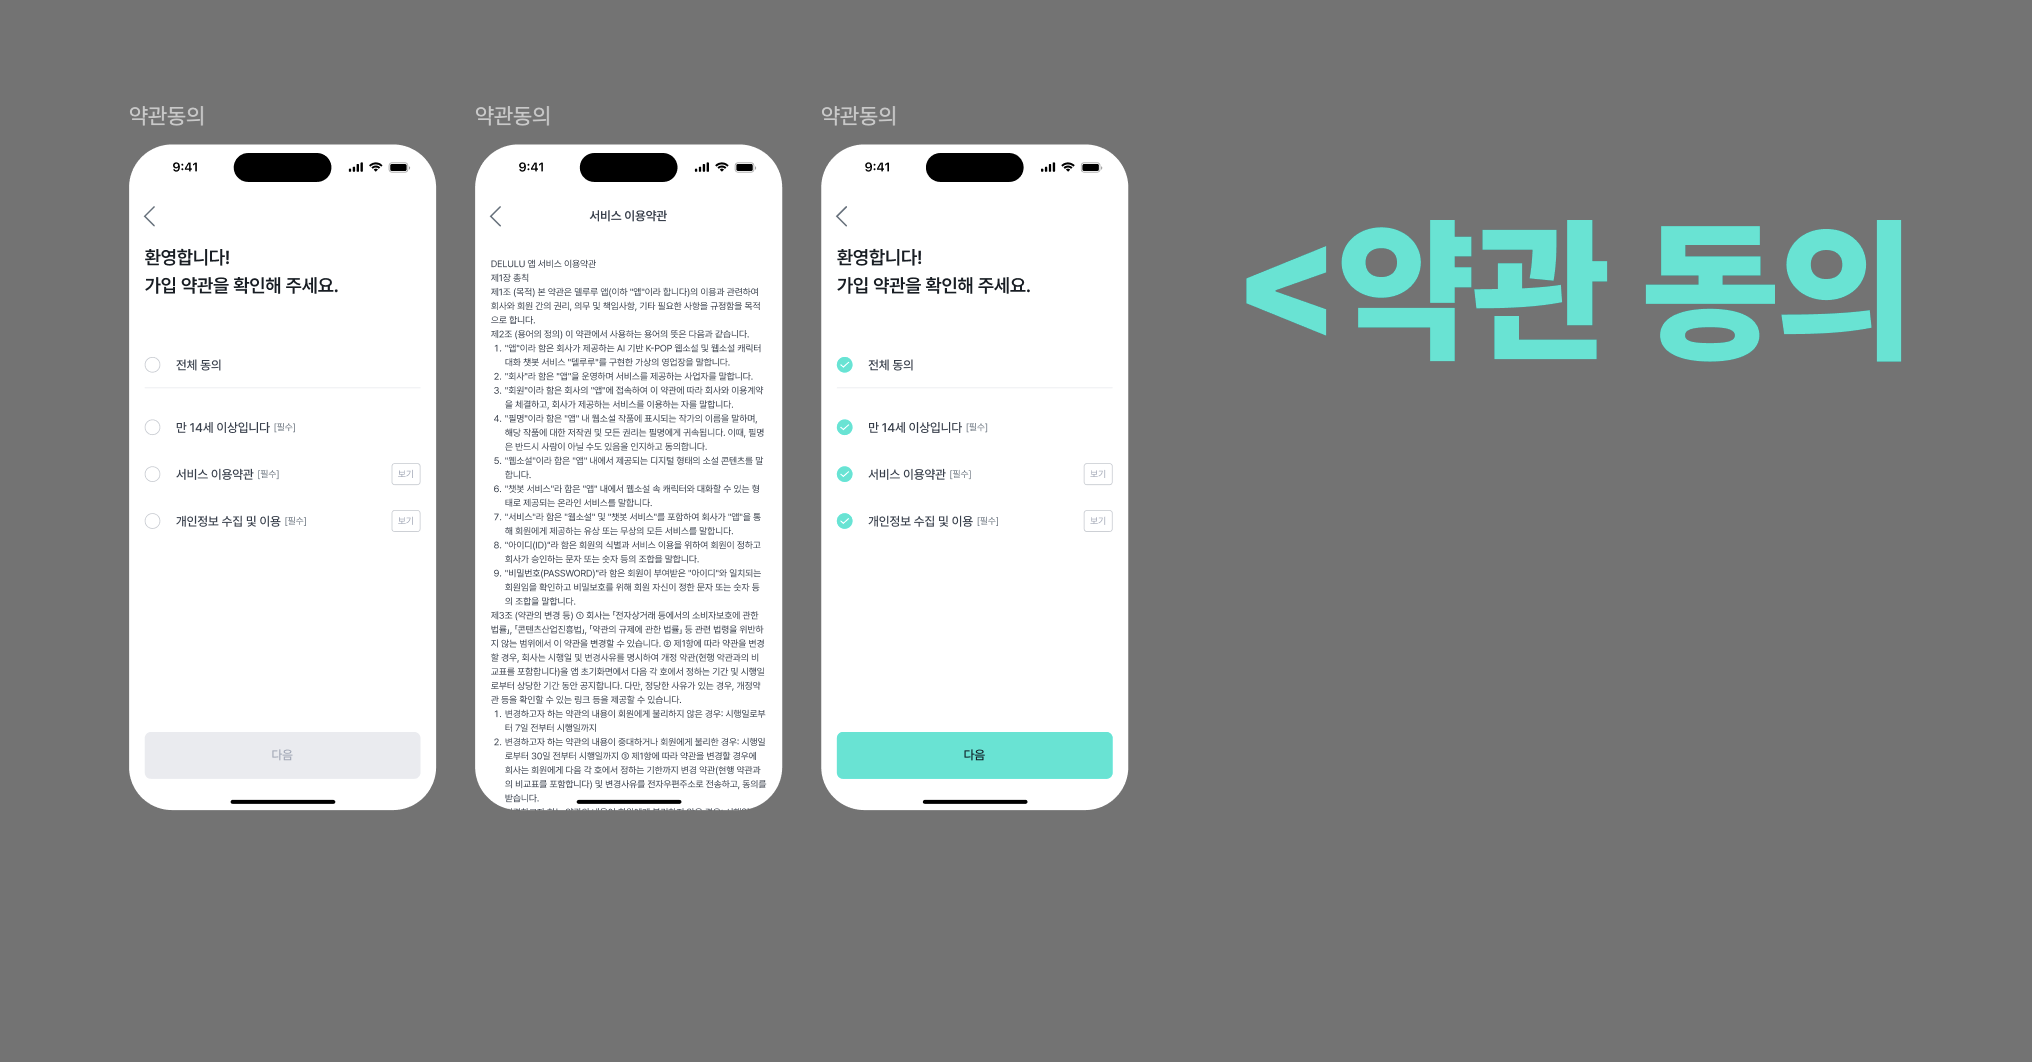 약관동의
9:41
환영합니다!
가입 약관을 확인해 주세요.
전체 동의
만 14세 이상입니다 [필수]
서비스 이용약관 [필수] 보기
개인정보 수집 및 이용 [필수] 보기
다음
약관동의
9:41
서비스 이용약관
DELULU 앱 서비스 이용약관
제1장 총칙
제1조 (목적) 본 약관은 델루루 앱(이하 "앱"이라 합니다)의 이용과 관련하여
회사와 회원 간의 권리, 의무 및 책임사항, 기타 필요한 사항을 규정함을 목적
으로 합니다.
제2조 (용어의 정의) 이 약관에서 사용하는 용어의 뜻은 다음과 같습니다.
1. "앱"이라 함은 회사가 제공하는 AI 기반 K-POP 웹소설 및 웹소설 캐릭터
대화 챗봇 서비스 "델루루"를 구현한 가상의 영업장을 말합니다.
2. "회사"라 함은 "앱"을 운영하며 서비스를 제공하는 사업자를 말합니다.
3. "회원"이라 함은 회사의 "앱"에 접속하여 이 약관에 따라 회사와 이용계약
을 체결하고, 회사가 제공하는 서비스를 이용하는 자를 말합니다.
4. "필명"이라 함은 "앱" 내 웹소설 작품에 표시되는 작가의 이름을 말하며,
해당 작품에 대한 저작권 및 모든 권리는 필명에게 귀속됩니다. 이때, 필명
은 반드시 사람이 아닐 수도 있음을 인지하고 동의합니다.
5. "웹소설"이라 함은 "앱" 내에서 제공되는 디지털 형태의 소설 콘텐츠를 말
합니다.
6. "챗봇 서비스"라 함은 "앱" 내에서 웹소설 속 캐릭터와 대화할 수 있는 형
태로 제공되는 온라인 서비스를 말합니다.
7. "서비스"라 함은 "웹소설" 및 "챗봇 서비스"를 포함하여 회사가 "앱"을 통
해 회원에게 제공하는 유상 또는 무상의 모든 서비스를 말합니다.
8. "아이디(ID)"라 함은 회원의 식별과 서비스 이용을 위하여 회원이 정하고
회사가 승인하는 문자 또는 숫자 등의 조합을 말합니다.
9. "비밀번호(PASSWORD)"라 함은 회원이 부여받은 "아이디"와 일치되는
회원임을 확인하고 비밀보호를 위해 회원 자신이 정한 문자 또는 숫자 등
의 조합을 말합니다.
제3조 (약관의 변경 등) ① 회사는 「전자상거래 등에서의 소비자보호에 관한
법률」, 「콘텐츠산업진흥법」, 「약관의 규제에 관한 법률」 등 관련 법령을 위반하
지 않는 범위에서 이 약관을 변경할 수 있습니다. ② 제1항에 따라 약관을 변경
할 경우, 회사는 시행일 및 변경사유를 명시하여 개정 약관(현행 약관과의 비
교표를 포함합니다)을 앱 초기화면에서 다음 각 호에서 정하는 기간 및 시행일
로부터 상당한 기간 동안 공지합니다. 다만, 정당한 사유가 있는 경우, 개정약
관 등을 확인할 수 있는 링크 등을 제공할 수 있습니다.
1. 변경하고자 하는 약관의 내용이 회원에게 불리하지 않은 경우: 시행일로부
터 7일 전부터 시행일까지
2. 변경하고자 하는 약관의 내용이 중대하거나 회원에게 불리한 경우: 시행일
로부터 30일 전부터 시행일까지 ③ 제1항에 따라 약관을 변경할 경우에
회사는 회원에게 다음 각 호에서 정하는 기한까지 변경 약관(현행 약관과
의 비교표를 포함합니다) 및 변경사유를 전자우편주소로 전송하고, 동의를
받습니다.
약관동의
9:41
환영합니다!
가입 약관을 확인해 주세요.
전체 동의
만 14세 이상입니다 [필수]
서비스 이용약관 [필수] 보기
개인정보 수집 및 이용 [필수] 보기
다음
<약관 동의